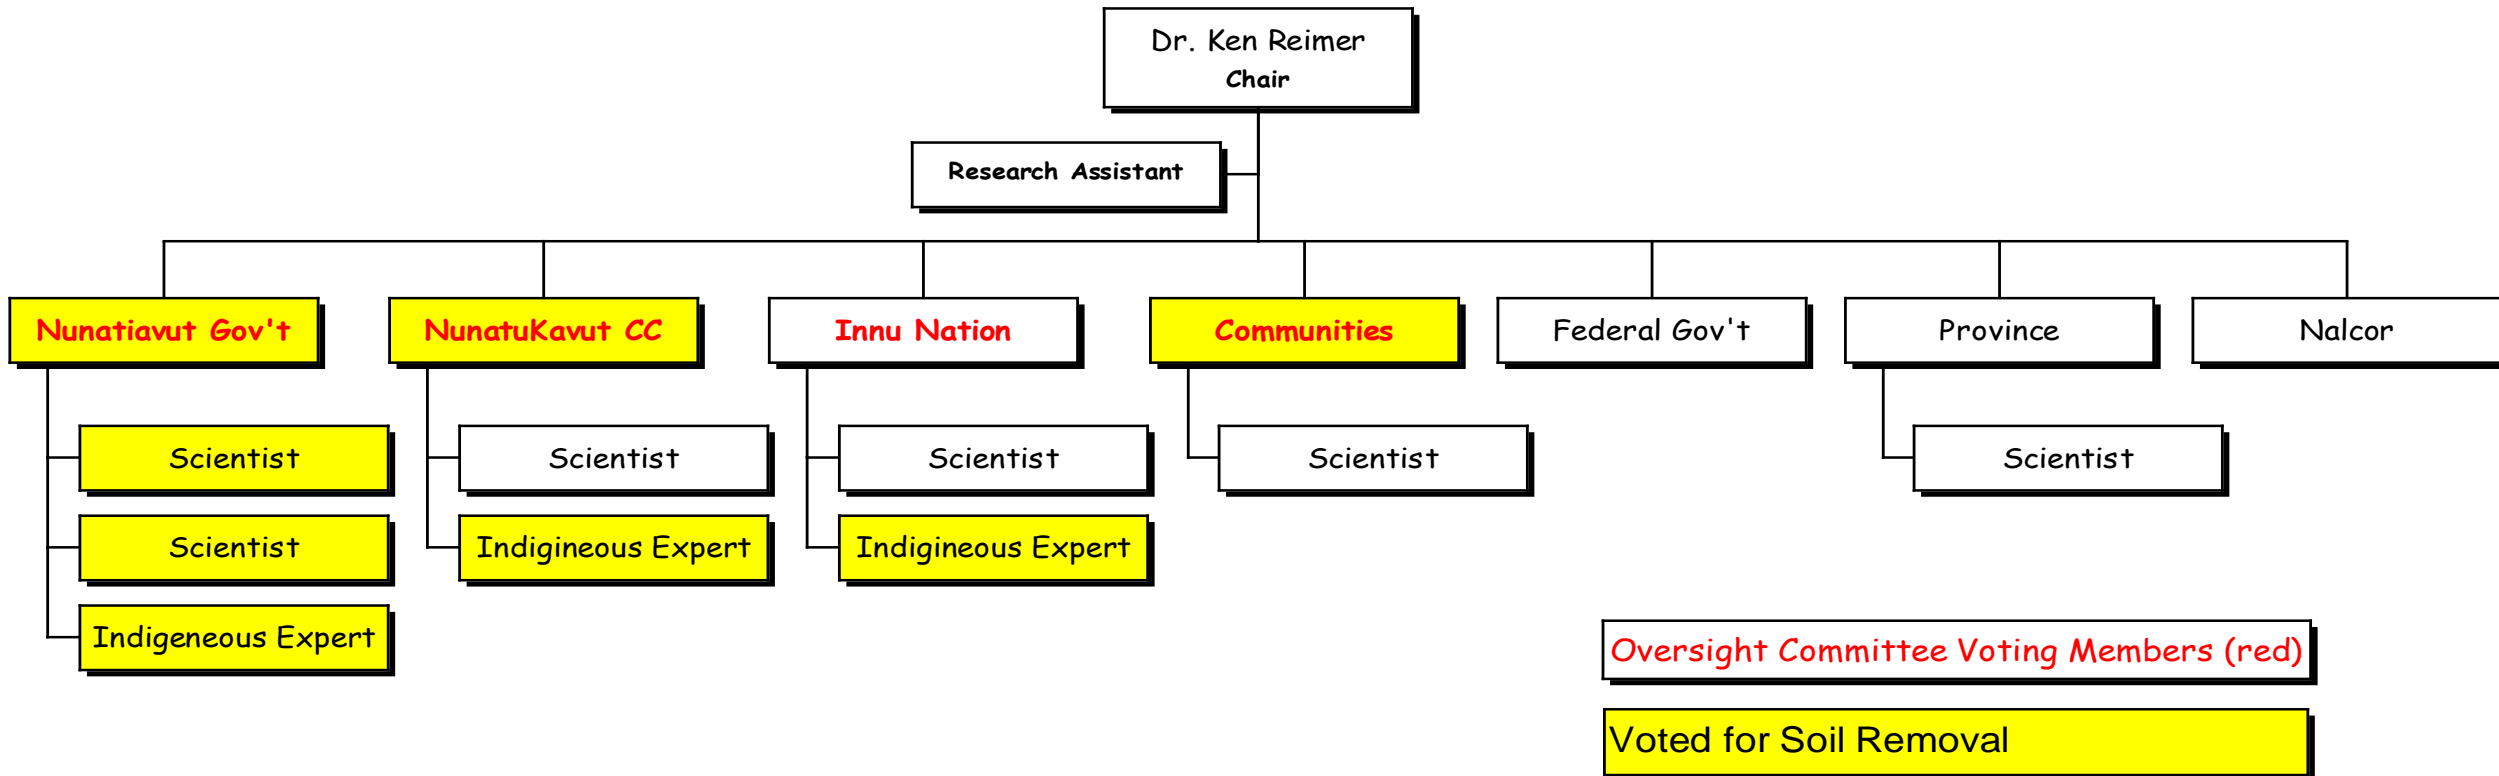 Dr. Ken Reimer
Chair
Research Assistant
Nunatiavut Gov't
NunatuKavut CC
Innu Nation
Communities
Federal Gov't
Province
Nalcor
Scientist
Scientist
Scientist
Scientist
Scientist
Scientist
Indigineous Expert
Indigineous Expert
Indigeneous Expert
Oversight Committee Voting Members (red)
Voted for Soil Removal